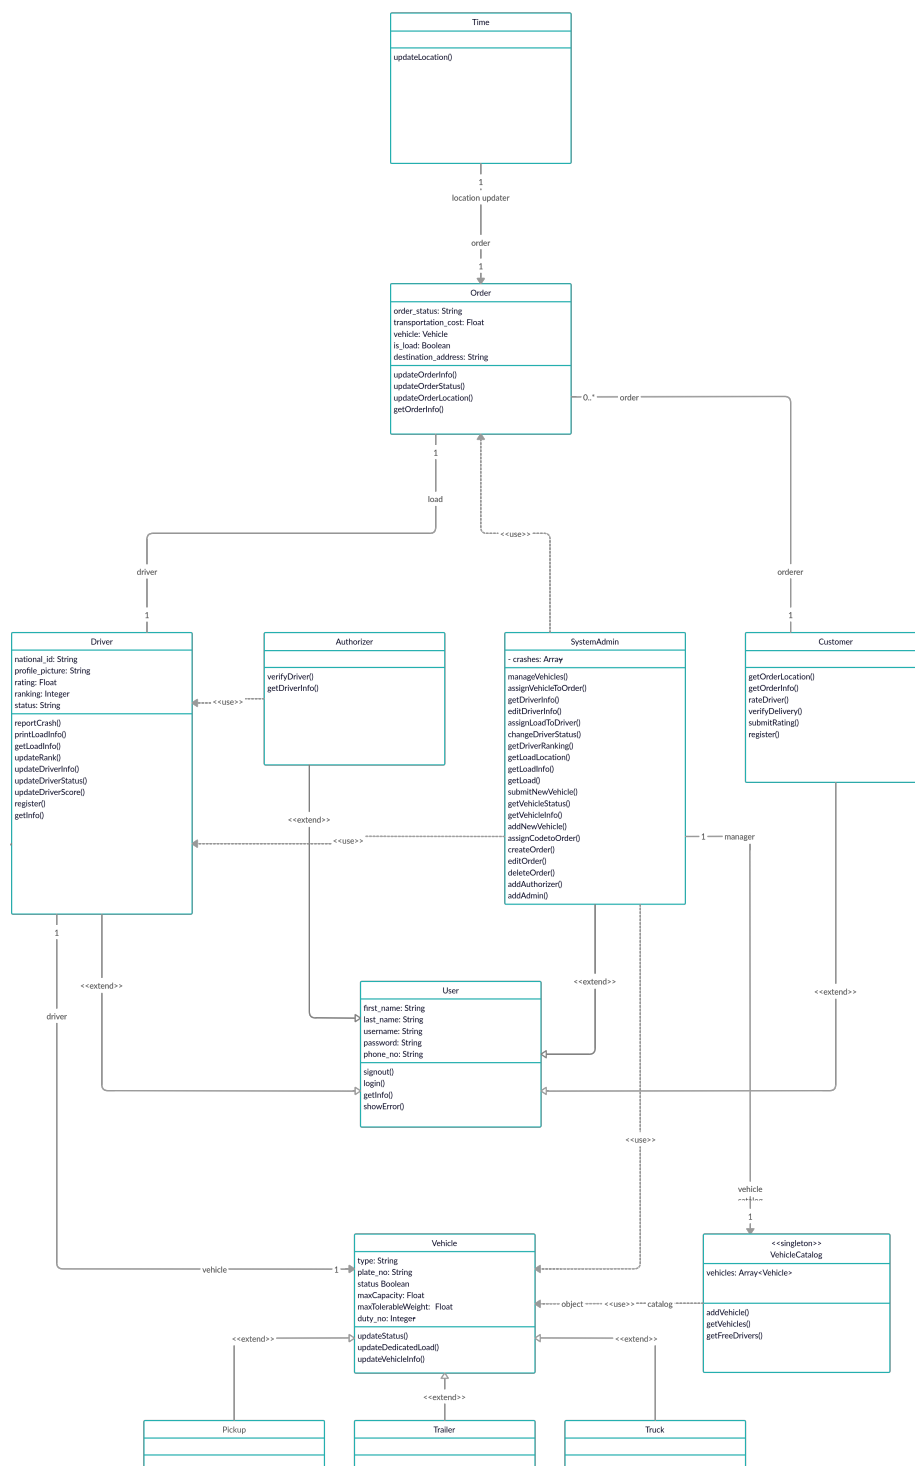 Time
updateLocation()
1
location updater
order
1
Order
order_status: String
transportation_cost: Float
vehicle: Vehicle
is_load: Boolean
destination_address: String
updateOrderInfo()
updateOrderStatus()
updateOrderLocation()
getOrderInfo()
0..* order
1
load
<<use>>
driver
orderer
1
1
Driver
national_id: String
profile_picture: String
rating: Float
ranking: Integer
status: String
reportCrash()
printLoadInfo()
getLoadInfo()
updateRank()
updateDriverInfo()
updateDriverStatus()
updateDriverScore()
register()
getInfo()
<<use>>
Authorizer
verifyDriver()
getDriverInfo()
SystemAdmin
- crashes: Array
manageVehicles()
assignVehicleToOrder()
getDriverInfo()
editDriverInfo()
assignLoadToDriver()
changeDriverStatus()
getDriverRanking()
getLoadLocation()
getLoadInfo()
getLoad()
submitNewVehicle()
getVehicleStatus()
getVehicleInfo()
addNewVehicle()
assignCodetoOrder()
createOrder()
editOrder()
deleteOrder()
addAuthorizer()
addAdmin()
Customer
getOrderLocation()
getOrderInfo()
rateDriver()
verifyDelivery()
submitRating()
register()
<<extend>>
<<use>>
1 manager
1
<<extend>>
driver
<<extend>>
<<extend>>
User
first_name: String
last_name: String
username: String
password: String
phone_no: String
signout()
login()
getInfo()
showError()
<<use>>
vehicle
1
Vehicle
type: String
plate_no: String
status Boolean
maxCapacity: Float
maxTolerableWeight: Float
duty_no: Integer
updateStatus()
updateDedicatedLoad()
updateVehicleInfo()
<<singleton>>
VehicleCatalog
vehicles: Array<Vehicle>
addVehicle()
getVehicles()
getFreeDrivers()
vehicle 1
object <<use>> catalog
<<extend>>
<<extend>>
<<extend>>
Pickup
Trailer
Truck